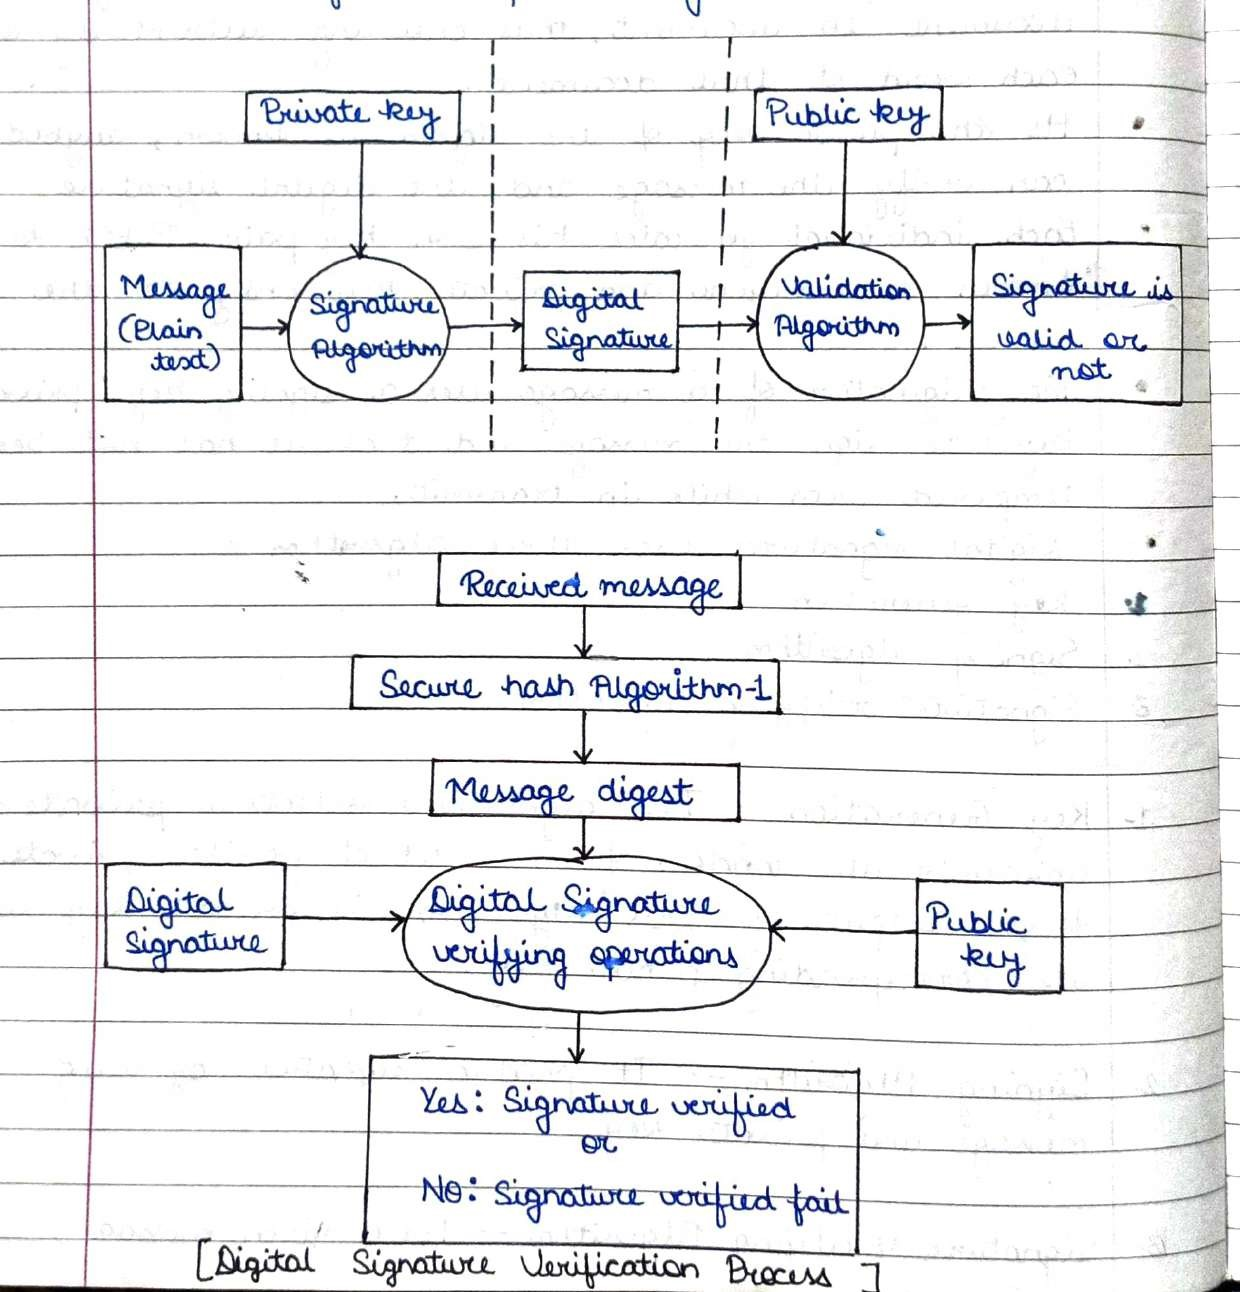 Private key
Public key
Message
(Plain
text)
Signature
Algorithm
Digital
Signature
Validation
Algorithm
Signature is
valid or
not
Received message
Secure hash Algorithm-1
Message digest
Digital
Signature
Digital Signature
verifying operations
Public
key
Yes: Signature verified
or
No: Signature verified fail
[Digital Signature Verification Process]